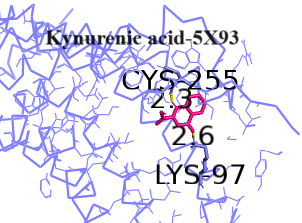 Kynurenic acid-5X93
CYS-255
2.3
2.6
LYS-97